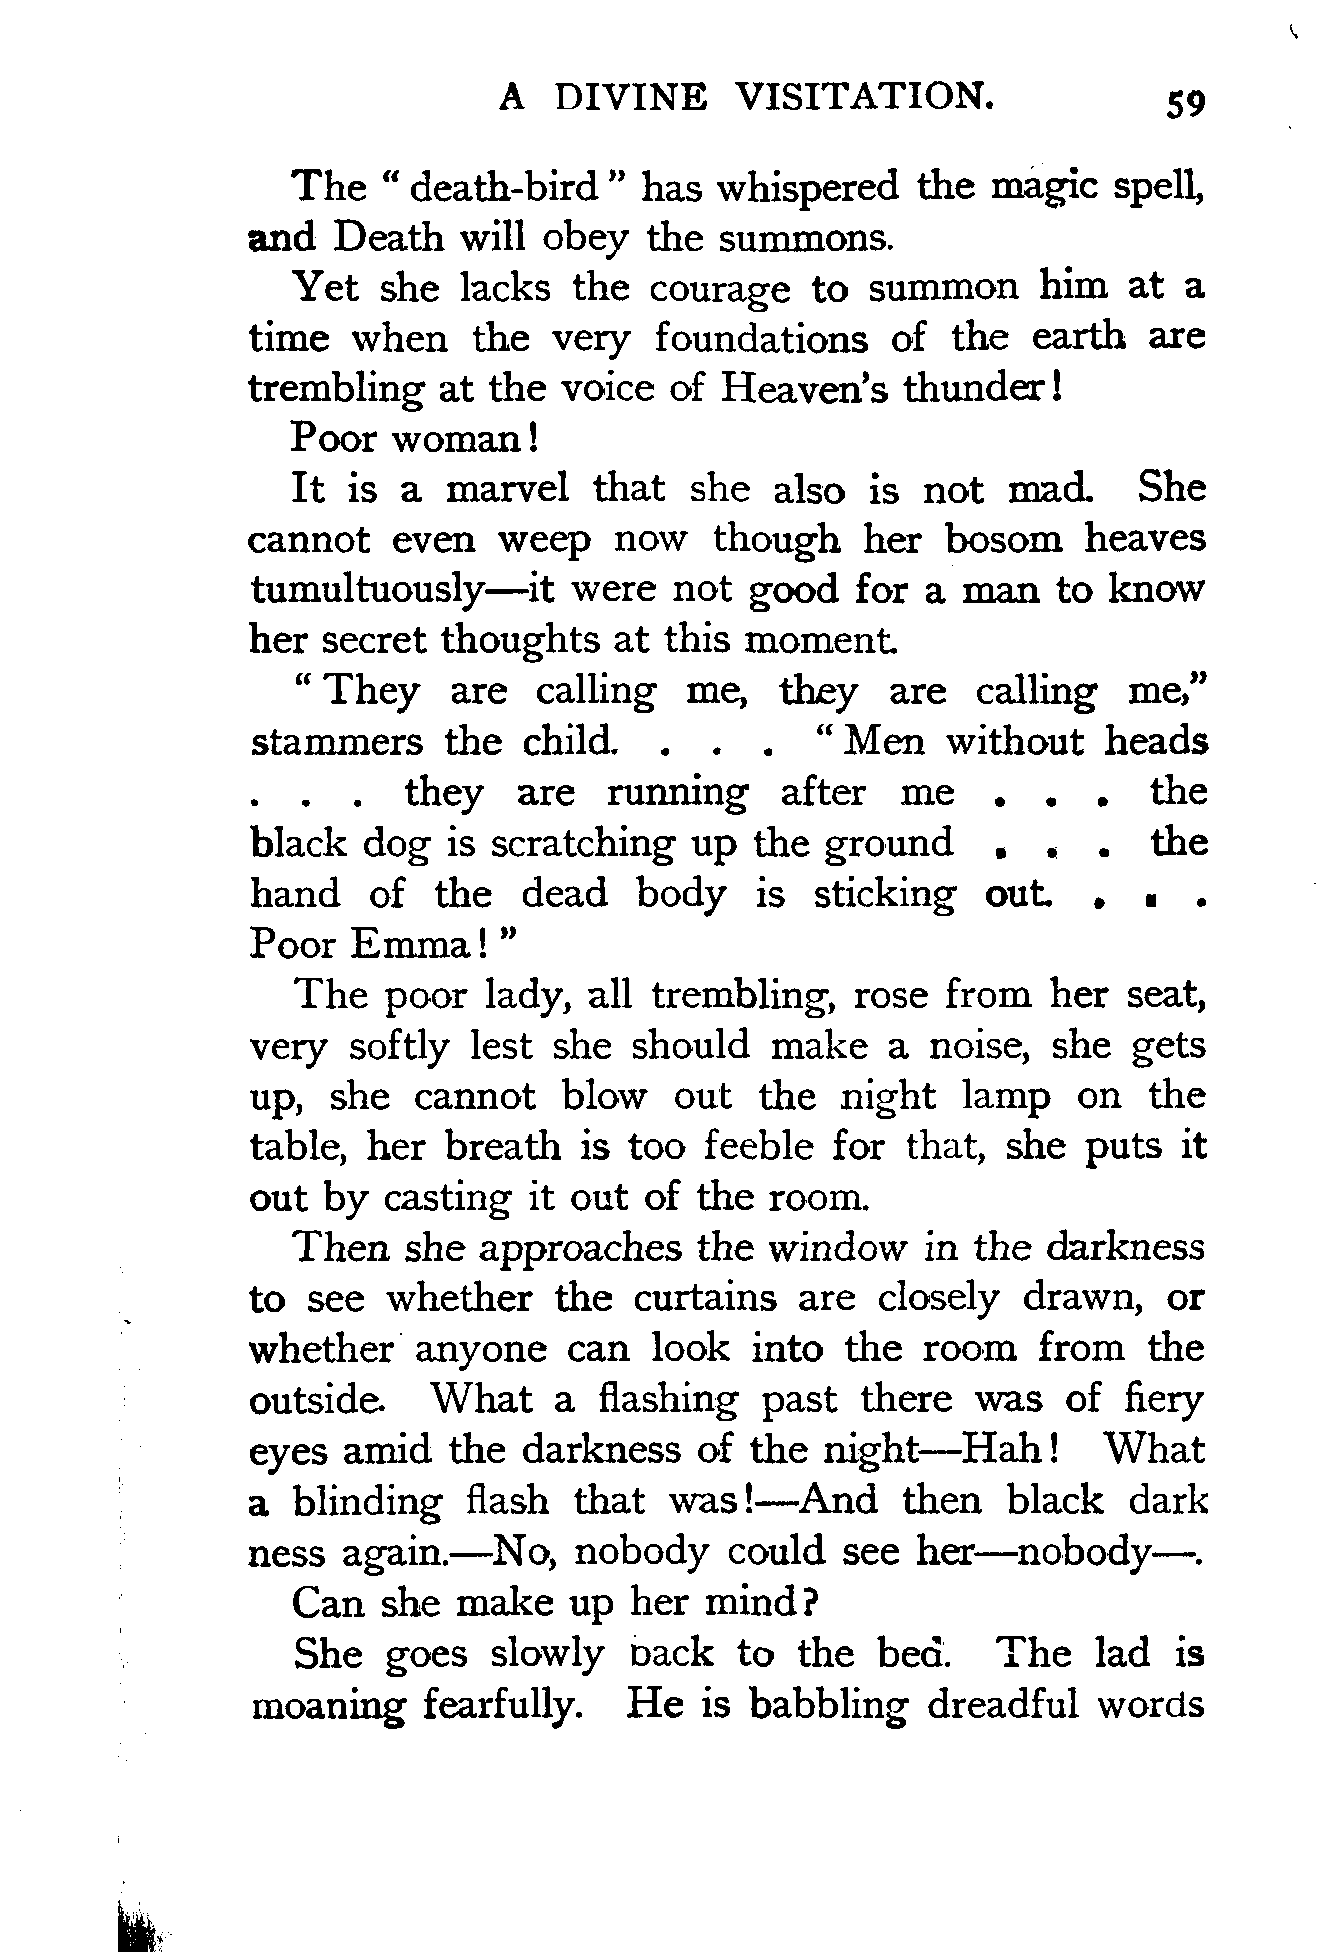 A DIVINE VISITATION. 59
The “ death-bird ” has whispered the magic spell,
and Death will obey the summons.
Yet she lacks the courage to summon him at a
time when the very foundations of the earth are
trembling at the voice of Heaven’s thunder !
Poor woman !
It is a marvel that she also is not mad. She
cannot even weep now though her bosom heaves
tumultuously—it were not good for a man to know
her secret thoughts at this moment.
“ They are calling me, they are calling me,”
stammers the child. . . . “ Men without heads
. . . they are running after me . . . the
black dog is scratching up the ground . . . the
hand of the dead body is sticking out. . . .
Poor Emma ! ”
The poor lady, all trembling, rose from her seat,
very softly lest she should make a noise, she gets
up, she cannot blow out the night lamp on the
table, her breath is too feeble for that, she puts it
out by casting it out of the room.
Then she approaches the window in the darkness
to see whether the curtains are closely drawn, or
whether anyone can look into the room from the
outside. What a flashing past there was of fiery
eyes amid the darkness of the night—Hah ! What
a blinding flash that was !—And then black dark
ness again.—No, nobody could see her—nobody—.
Can she make up her mind ?
She goes slowly back to the bed. The lad is
moaning fearfully. He is babbling dreadful words